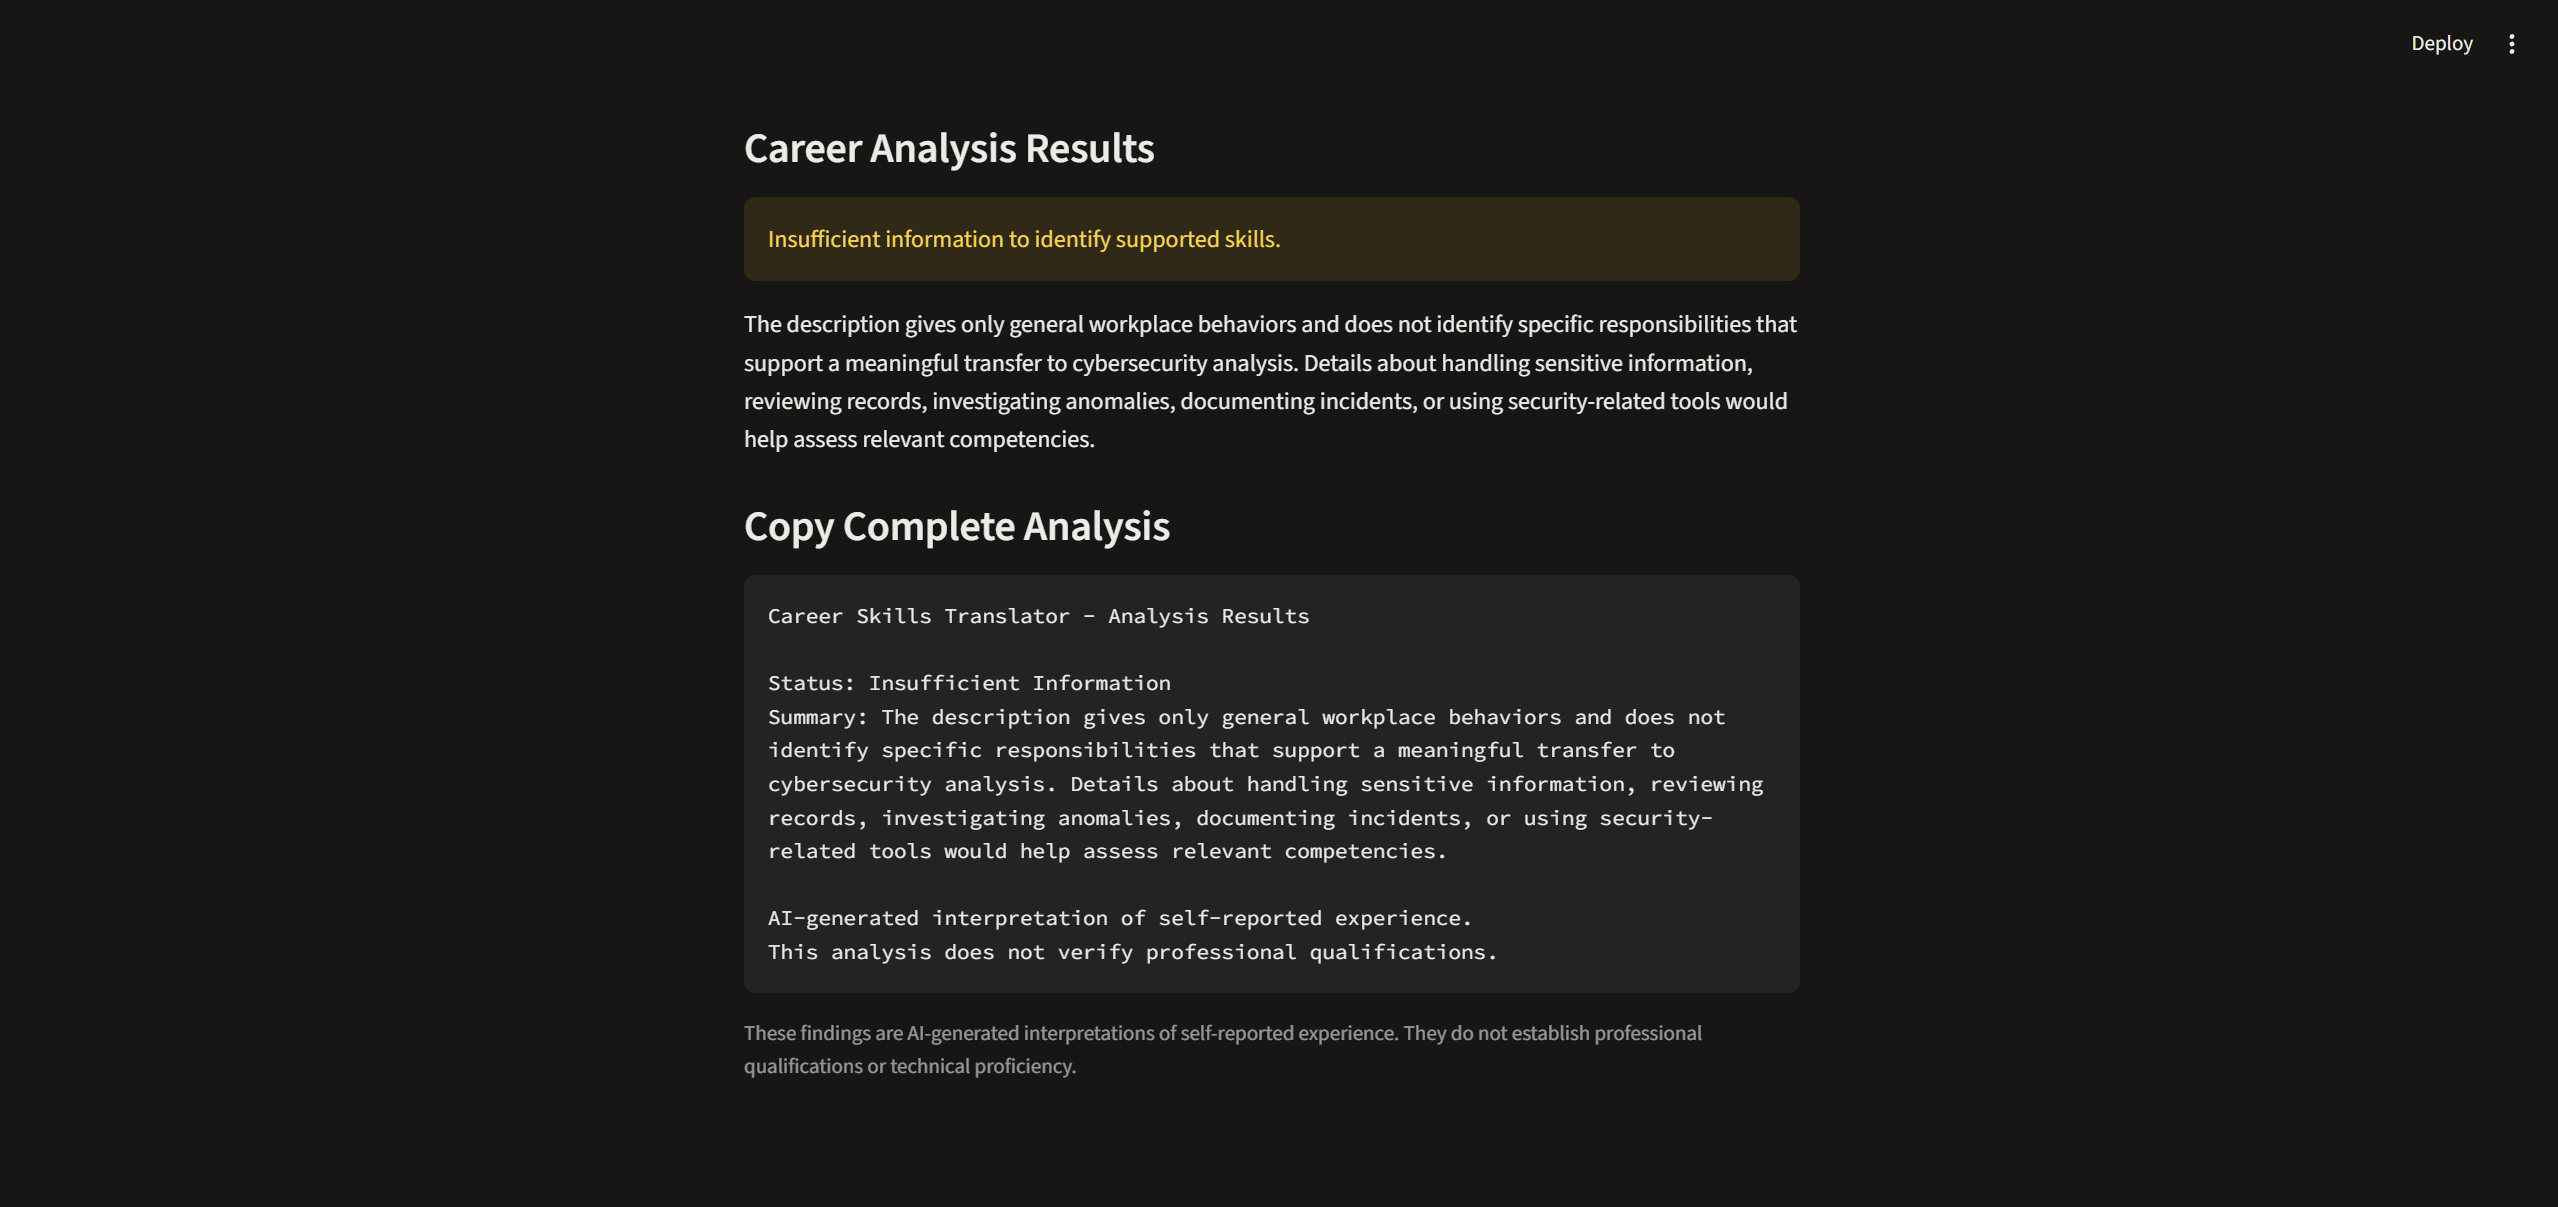 Deploy
Career Analysis Results
Insufficient information to identify supported skills.
The description gives only general workplace behaviors and does not identify specific responsibilities that
support a meaningful transfer to cybersecurity analysis. Details about handling sensitive information,
reviewing records, investigating anomalies, documenting incidents, or using security-related tools would
help assess relevant competencies.
Copy Complete Analysis
Career Skills Translator - Analysis Results
Status: Insufficient Information
Summary: The description gives only general workplace behaviors and does not
identify specific responsibilities that support a meaningful transfer to
cybersecurity analysis. Details about handling sensitive information, reviewing
records, investigating anomalies, documenting incidents, or using security-
related tools would help assess relevant competencies.
AI-generated interpretation of self-reported experience.
This analysis does not verify professional qualifications.
These findings are AI-generated interpretations of self-reported experience. They do not establish professional
qualifications or technical proficiency.